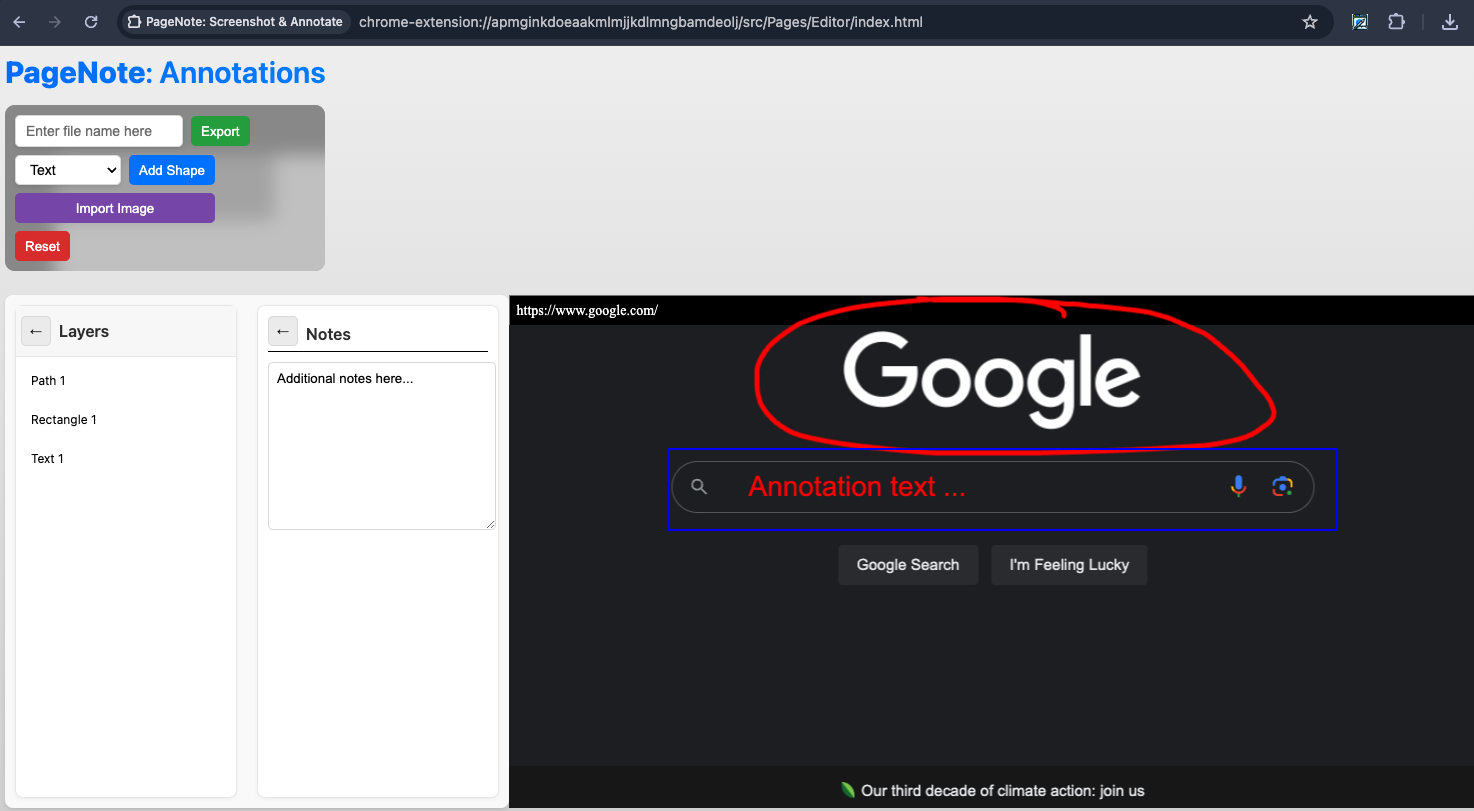 PageNote: Screenshot & Annotate
chrome-extension://apmginkdoeaakmlmjjkdlmngbamdeolj/src/Pages/Editor/index.html
PageNote: Annotations
Enter file name here
Export
Text
Add Shape
Import Image
Reset
← Layers
Path 1
Rectangle 1
Text 1
← Notes
Additional notes here...
https://www.google.com/
Google
Annotation text ...
Google Search
I'm Feeling Lucky
Our third decade of climate action: join us